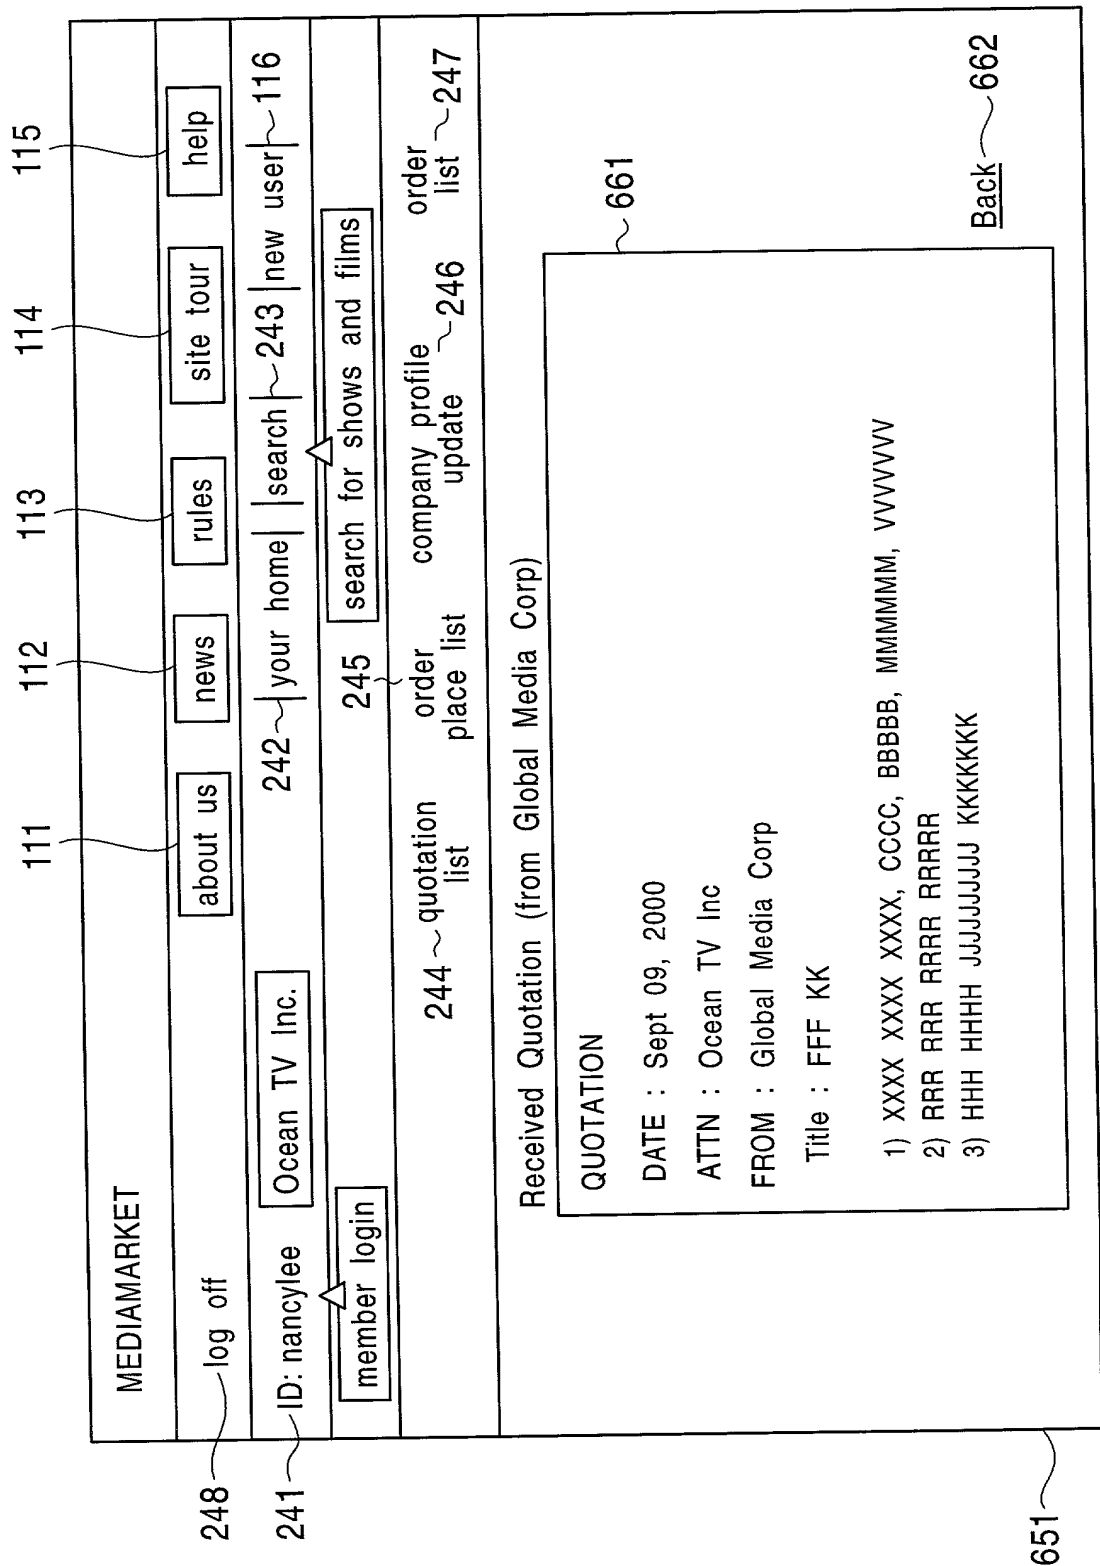 111 112 113 114 115
MEDIAMARKET
248 log off about us news rules site tour help
241 ID: nancylee Ocean TV Inc. 242 your home search 243 new user 116
member login 245 search for shows and films
244 quotation list
order place list
company profile update 246
order list 247
Received Quotation (from Global Media Corp)
661
QUOTATION
DATE : Sept 09, 2000
ATTN : Ocean TV Inc
FROM : Global Media Corp
Title : FFF KK
1) XXXX XXXX XXXX, CCCC, BBBBB, MMMMMM, VVVVVVV
2) RRR RRR RRRR RRRRR
3) HHH HHHH JJJJJJJJJ KKKKKKK
Back 662
651